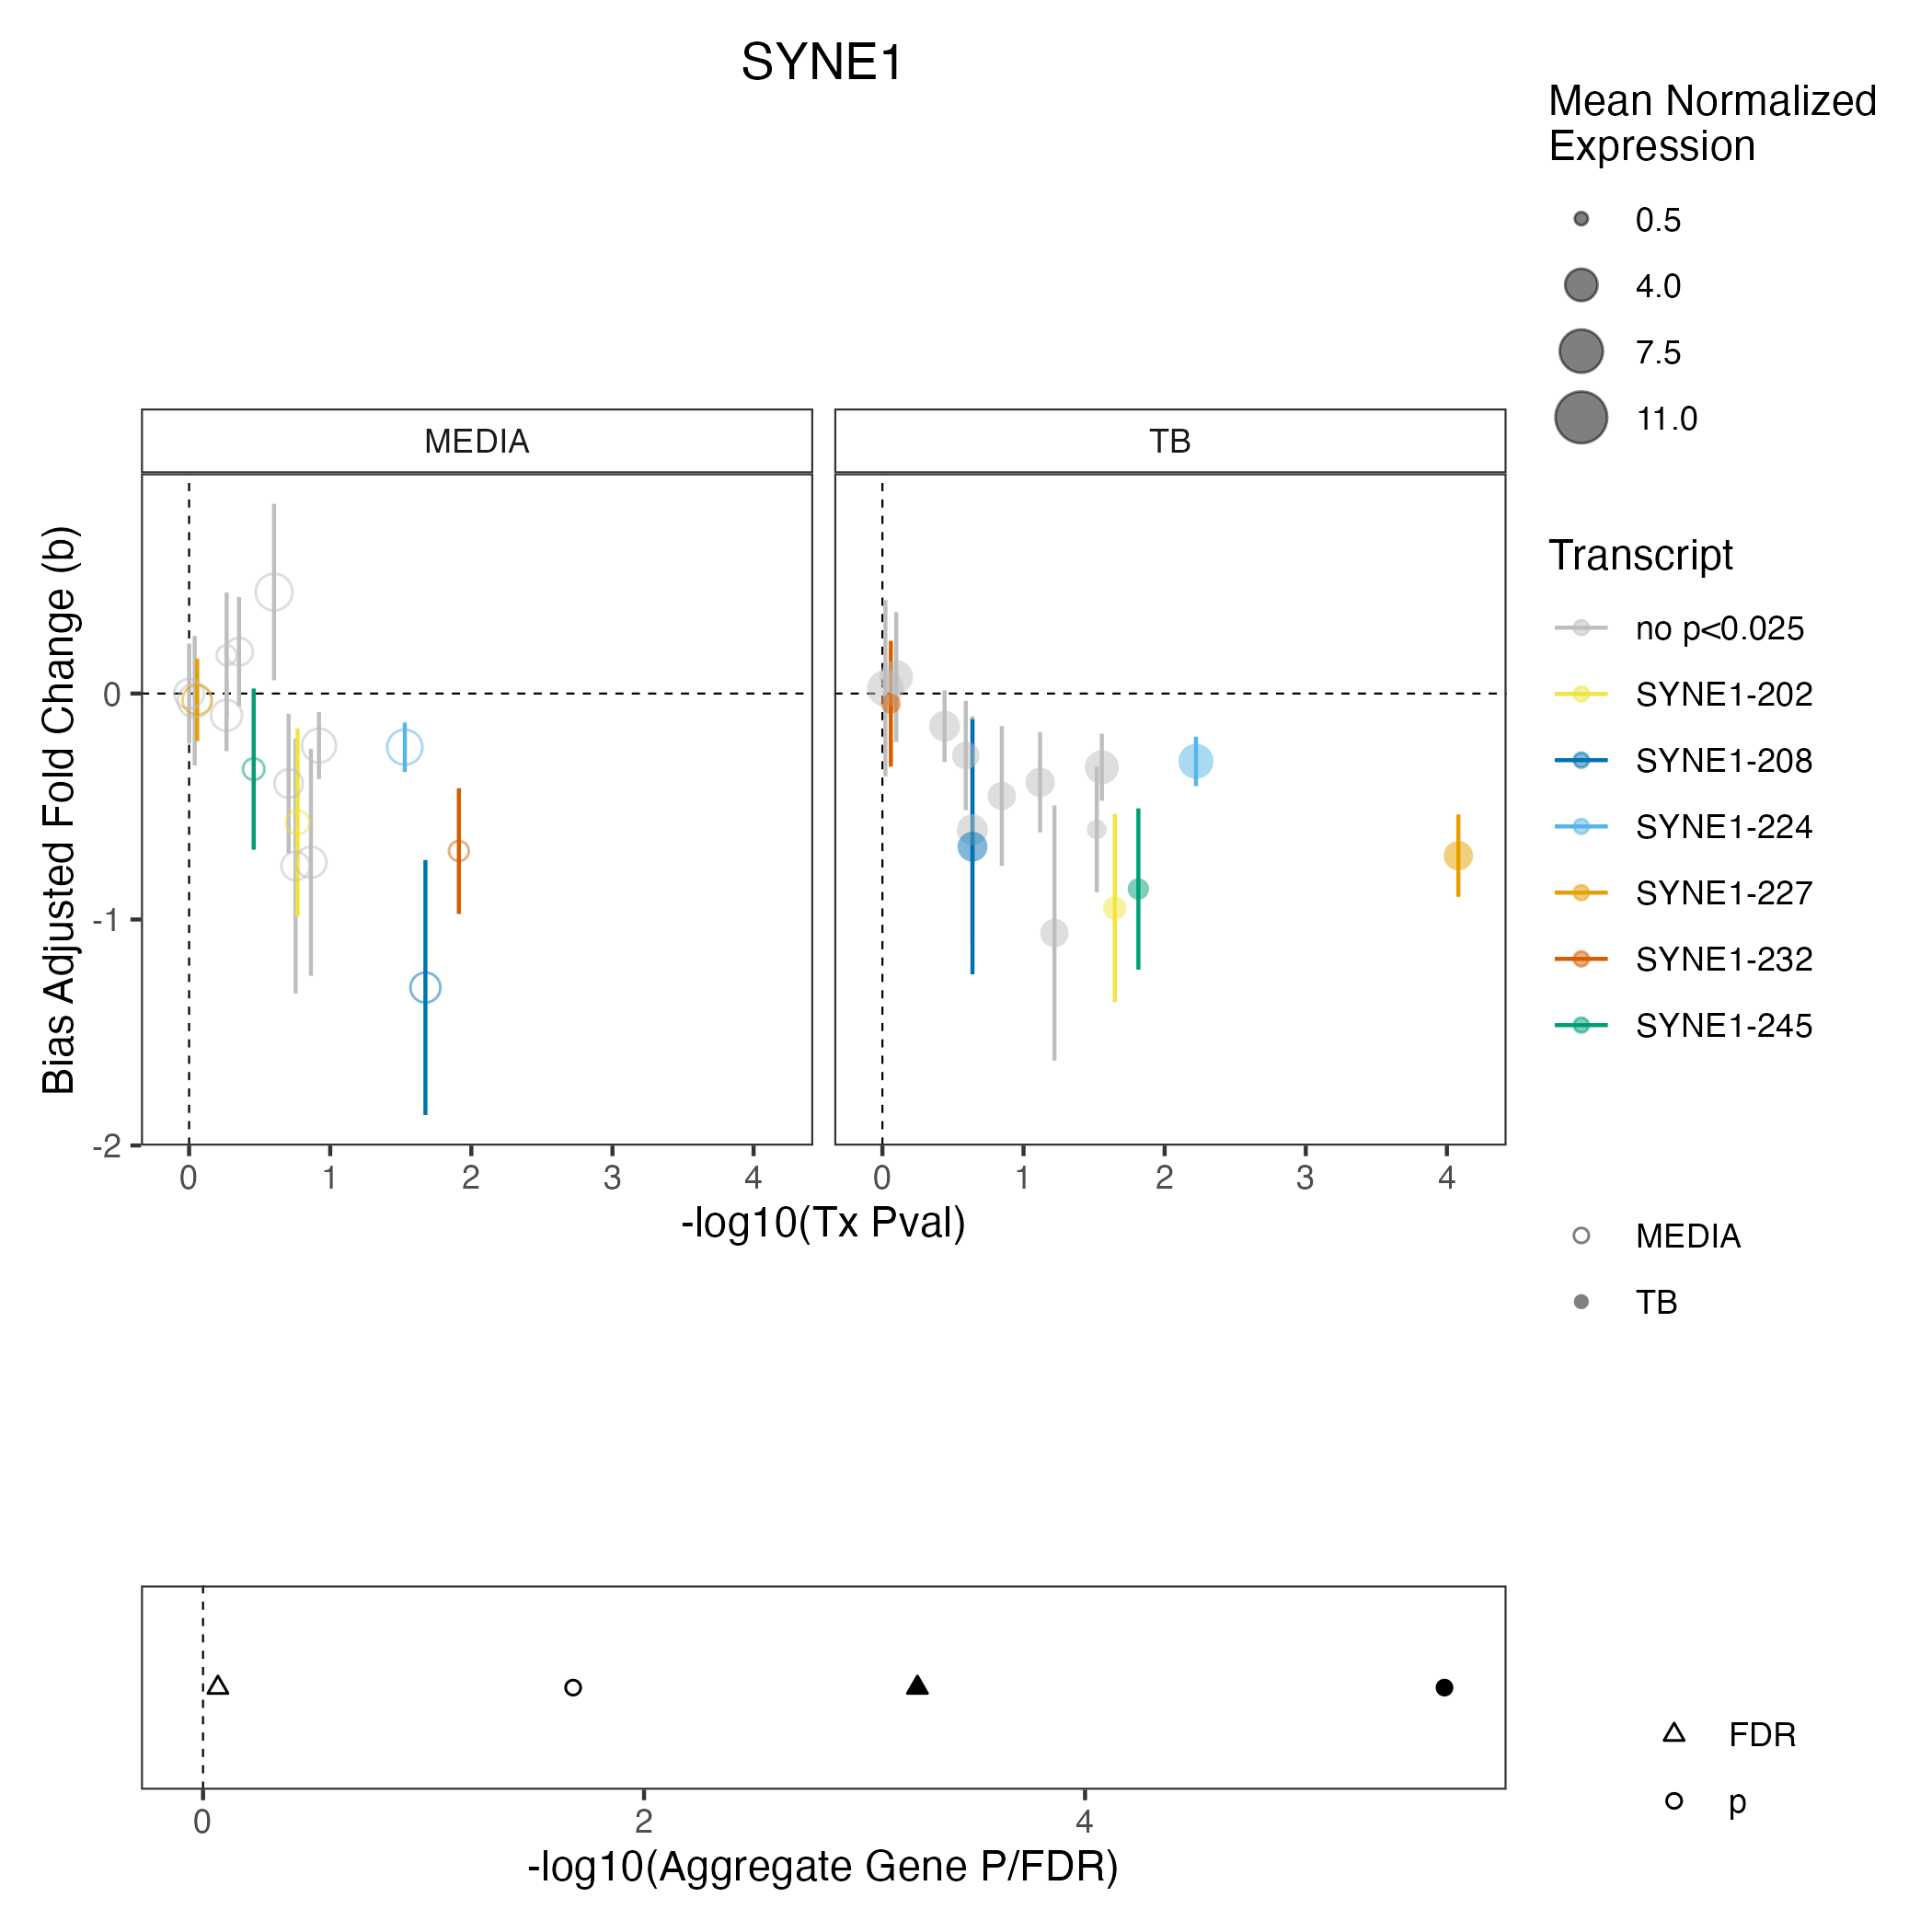 SYNE1
Mean Normalized
Expression
0.5
4.0
7.5
11.0
MEDIA
TB
Bias Adjusted Fold Change (b)
0
-1
-2
0
1
2
3
4
0
1
2
3
4
-log10(Tx Pval)
Transcript
no p<0.025
SYNE1-202
SYNE1-208
SYNE1-224
SYNE1-227
SYNE1-232
SYNE1-245
MEDIA
TB
0
2
4
-log10(Aggregate Gene P/FDR)
FDR
p